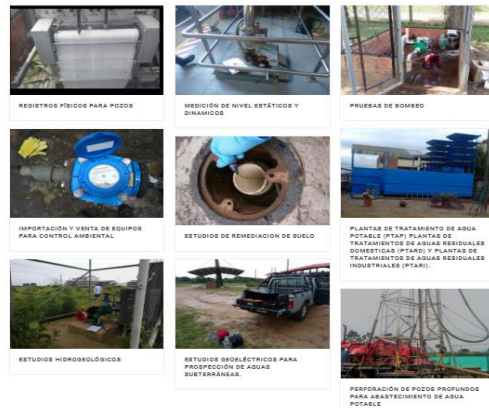 REGISTROS FÍSICOS PARA POZOS
MEDICIÓN DE NIVEL ESTÁTICOS Y
DINAMICOS
PRUEBAS DE BOMBEO
IMPORTACIÓN Y VENTA DE EQUIPOS
PARA CONTROL AMBIENTAL
ESTUDIOS DE REMEDIACION DE SUELO
PLANTAS DE TRATAMIENTO DE AGUA
POTABLE (PTAP) PLANTAS DE
TRATAMIENTOS DE AGUAS RESIDUALES
DOMESTICAS (PTARD) Y PLANTAS DE
TRATAMIENTOS DE AGUAS RESIDUALES
INDUSTRIALES (PTARI).
ESTUDIOS HIDROGEOLÓGICOS
ESTUDIOS GEOELÉCTRICOS PARA
PROSPECCIÓN DE AGUAS
SUBTERRÁNEAS.
PERFORACIÓN DE POZOS PROFUNDOS
PARA ABASTECIMIENTO DE AGUA
POTABLE